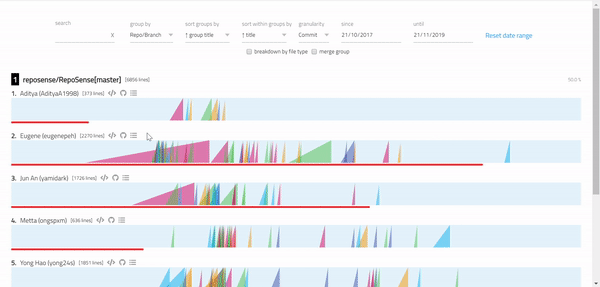 search
group by
sort groups by
sort within groups by
granularity
since
until
x
Repo/Branch
↑ group title
↑ title
Commit
21/10/2017
21/11/2019
Reset date range
breakdown by file type
merge group
1 reposense/RepoSense[master] [6856 lines]
50,0 %
1. Aditya (AdityaA1998) [373 lines]
2. Eugene (eugenepeh) [2270 lines]
3. Jun An (yamidark) [1726 lines]
4. Metta (ongspxm) [636 lines]
5. Yong Hao (yong24s) [1851 lines]